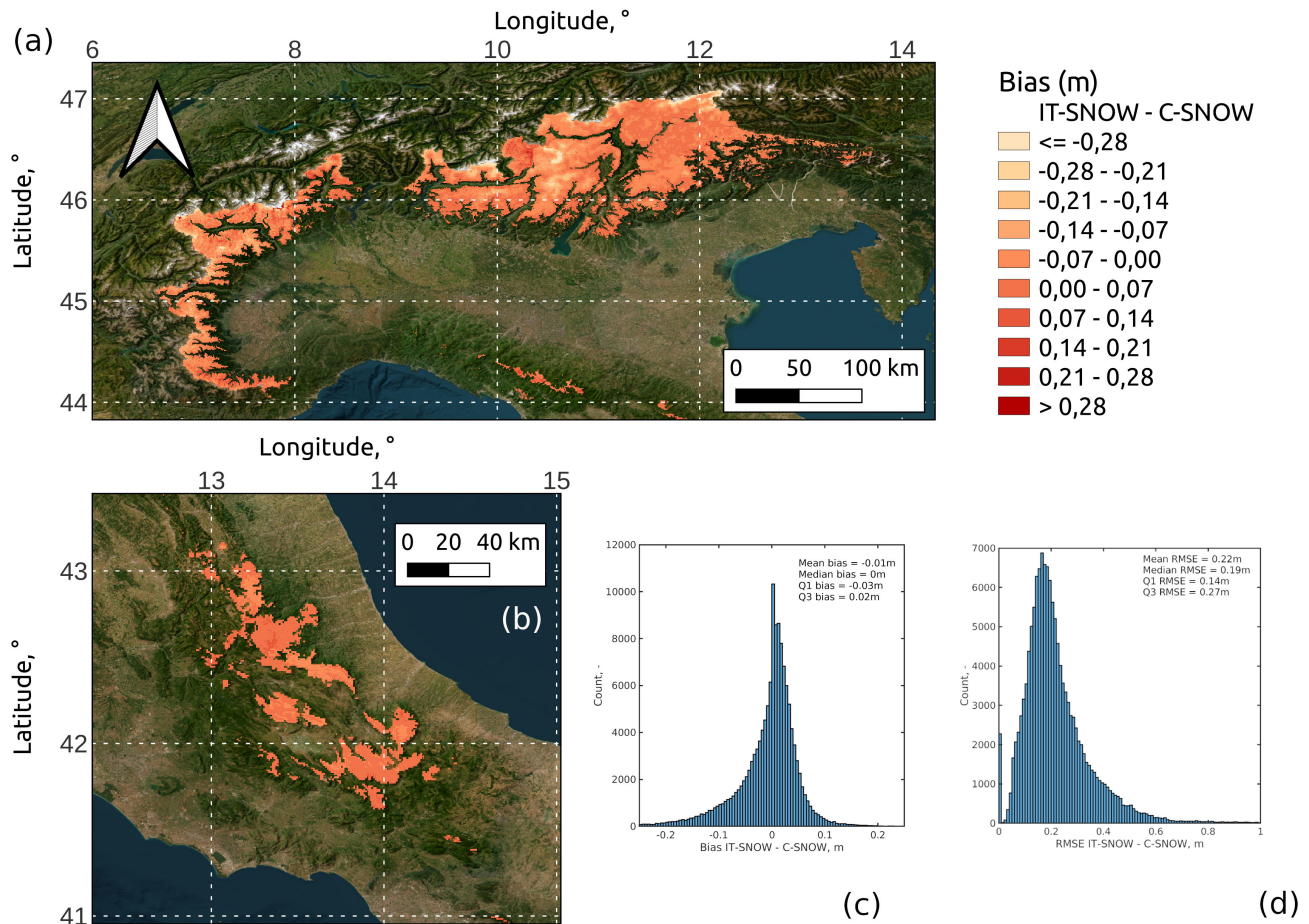 (a)
Longitude, °
6 8 10 12 14
Latitude, °
47
46
45
44
0 50 100 km
Bias (m)
IT-SNOW - C-SNOW
<= -0,28
-0,28 - -0,21
-0,21 - -0,14
-0,14 - -0,07
-0,07 - 0,00
0,00 - 0,07
0,07 - 0,14
0,14 - 0,21
0,21 - 0,28
> 0,28
Longitude, °
13 14 15
Latitude, °
43
42
41
0 20 40 km
(b)
12000
10000
8000
6000
4000
2000
0
Count, -
Mean bias = -0.01m
Median bias = 0m
Q1 bias = -0.03m
Q3 bias = 0.02m
-0.2 -0.1 0 0.1 0.2
Bias IT-SNOW - C-SNOW, m
(c)
7000
6000
5000
4000
3000
2000
1000
0
Count, -
Mean RMSE = 0.22m
Median RMSE = 0.19m
Q1 RMSE = 0.14m
Q3 RMSE = 0.27m
0 0.2 0.4 0.6 0.8 1
RMSE IT-SNOW - C-SNOW, m
(d)